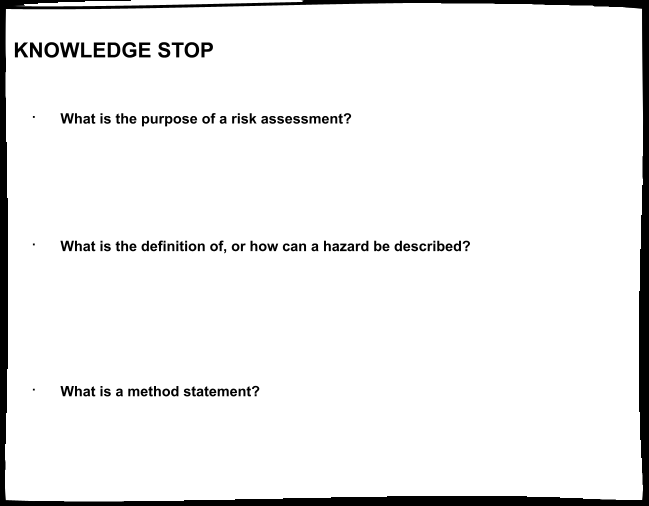 KNOWLEDGE STOP
· What is the purpose of a risk assessment?
· What is the definition of, or how can a hazard be described?
· What is a method statement?